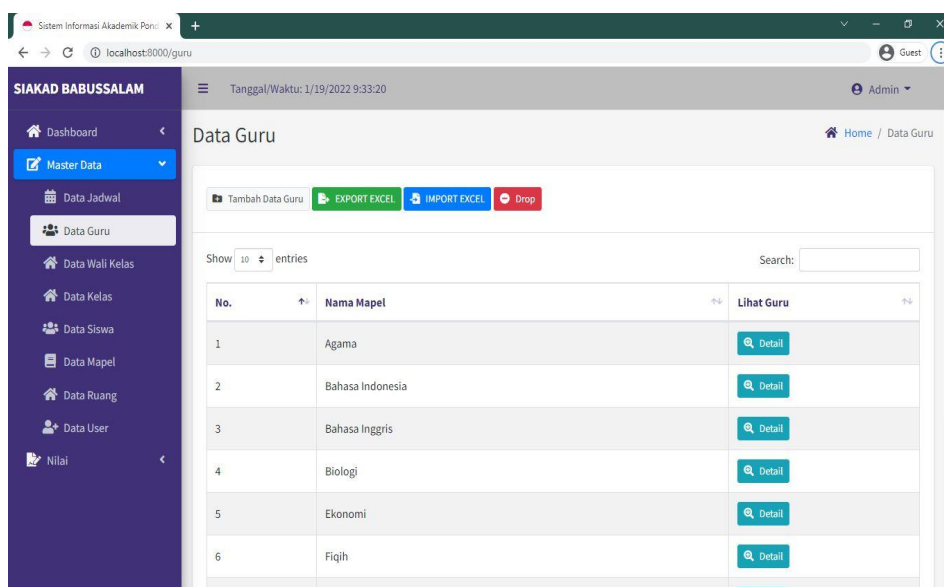 Sistem Informasi Akademik Pond
localhost:8000/guru
Guest
SIAKAD BABUSSALAM
Tanggal/Waktu: 1/19/2022 9:33:20
Admin
Dashboard
Master Data
Data Jadwal
Data Guru
Data Wali Kelas
Data Kelas
Data Siswa
Data Mapel
Data Ruang
Data User
Nilai
Data Guru
Home / Data Guru
Tambah Data Guru EXPORT EXCEL IMPORT EXCEL Drop
Show 10 entries Search:
No. Nama Mapel Lihat Guru
1 Agama Detail
2 Bahasa Indonesia Detail
3 Bahasa Inggris Detail
4 Biologi Detail
5 Ekonomi Detail
6 Fiqih Detail